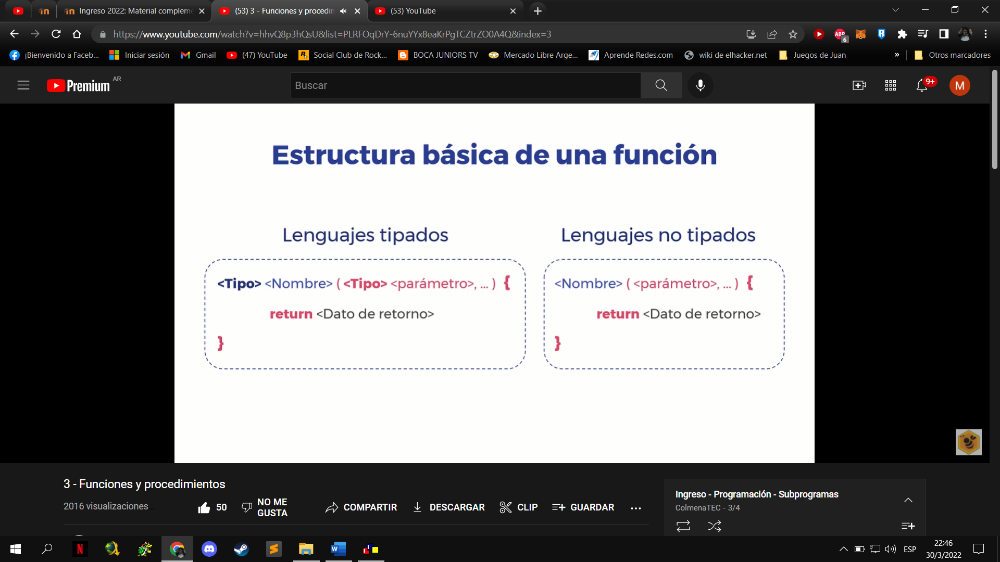 Ingreso 2022: Material compleme
(53) 3 - Funciones y procedim
(53) YouTube
https://www.youtube.com/watch?v=hhvQ8p3hQsU&list=PLRFOqDrY-6nuYYx8eaKrPgTCZtrZO0A4Q&index=3
ABP
6
¡Bienvenido a Faceb...
Iniciar sesión
Gmail
(47) YouTube
Social Club de Rock...
BOCA JUNIORS TV
Mercado Libre Arge...
Aprende Redes.com
wiki de elhacker.net
Juegos de Juan
»
Otros marcadores
Premium AR
Buscar
9+
M
Estructura básica de una función
Lenguajes tipados
<Tipo> <Nombre> ( <Tipo> <parámetro>, ... ) {
return <Dato de retorno>
}
Lenguajes no tipados
<Nombre> ( <parámetro>, ... ) {
return <Dato de retorno>
}
3 - Funciones y procedimientos
2016 visualizaciones
50
NO ME
GUSTA
COMPARTIR
DESCARGAR
CLIP
GUARDAR
...
Ingreso - Programación - Subprogramas
ColmenaTEC - 3/4
ESP
22:46
30/3/2022